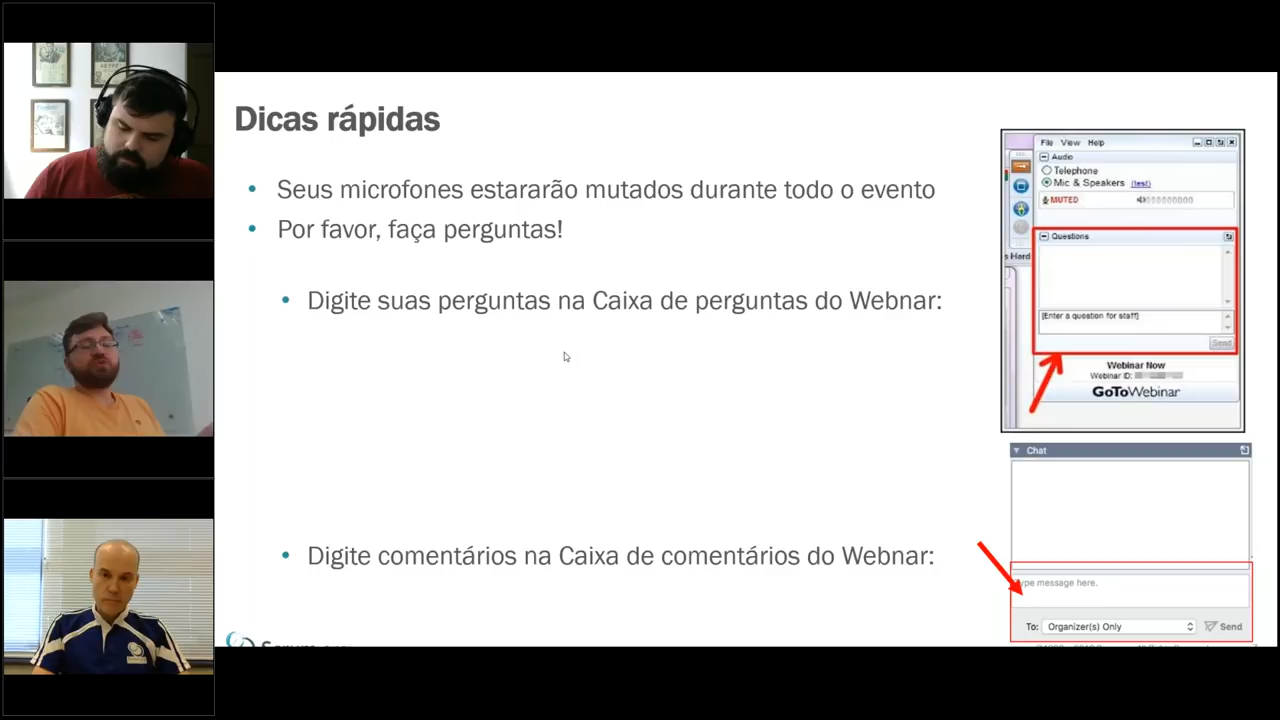 Dicas rápidas
• Seus microfones estararão mutados durante todo o evento
• Por favor, faça perguntas!
• Digite suas perguntas na Caixa de perguntas do Webnar:
• Digite comentários na Caixa de comentários do Webnar:
File View Help
Audio
Telephone
Mic & Speakers (test)
MUTED
Questions
[Enter a question for staff]
Send
Webinar Now
Webinar ID:
GoToWebinar
Chat
Type message here.
To: Organizer(s) Only
Send